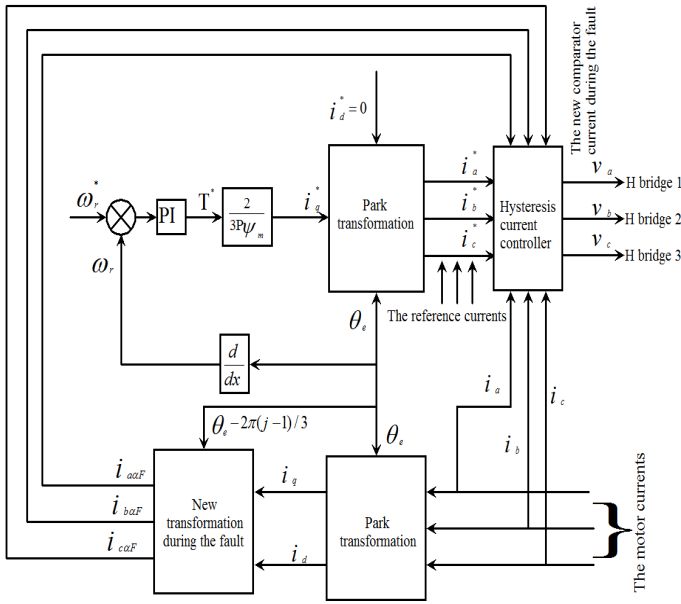 The new comparator
current during the fault
i*d=0
ω*r
PI
T*
2
3Pψm
i*q
Park
transformation
i*a
i*b
i*c
Hysteresis
current
controller
va
H bridge 1
vb
H bridge 2
vc
H bridge 3
ωr
θe
The reference currents
d
dx
ia
ic
ib
θe−2π(j−1)/3
θe
iaαF
ibαF
icαF
New
transformation
during the fault
iq
id
Park
transformation
The motor currents